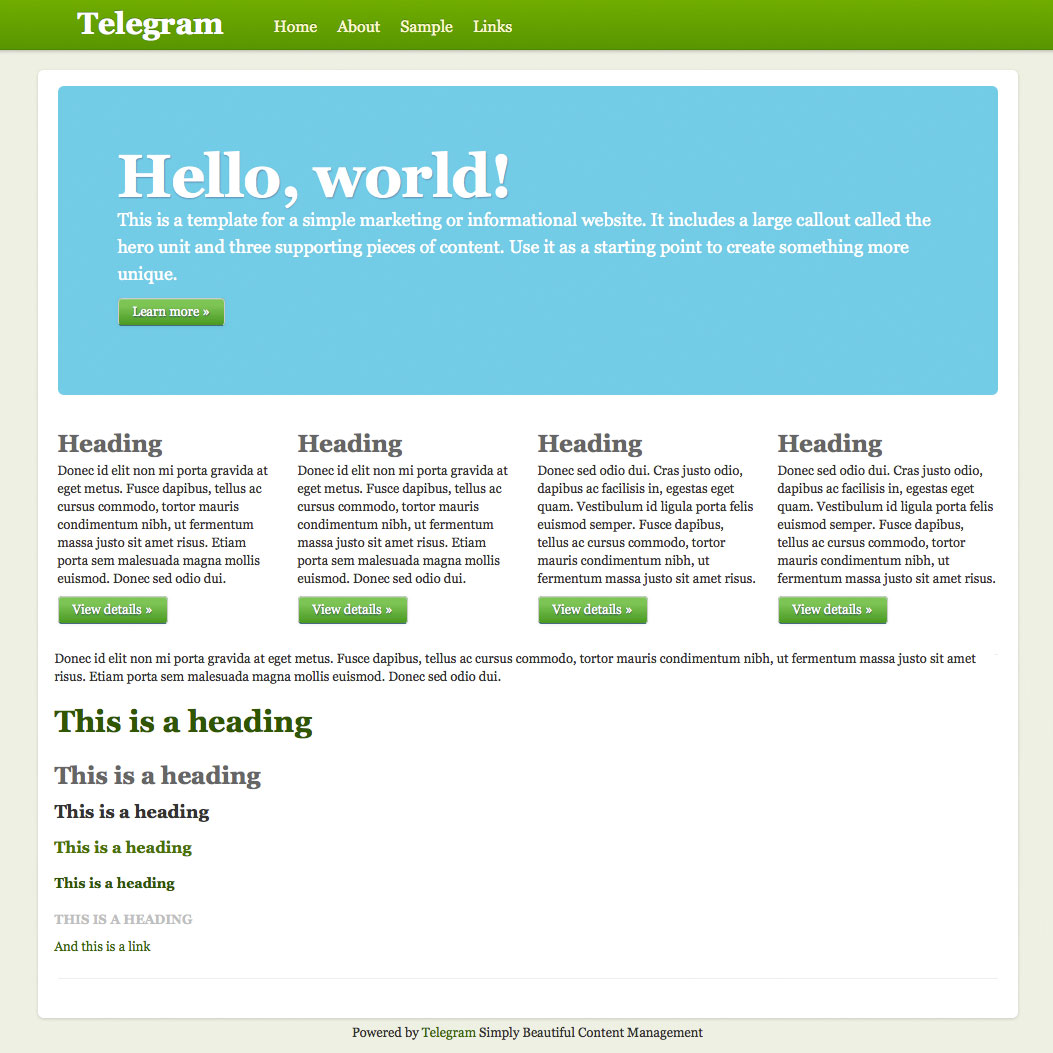 Telegram
Home About Sample Links
Hello, world!
This is a template for a simple marketing or informational website. It includes a large callout called the
hero unit and three supporting pieces of content. Use it as a starting point to create something more
unique.
Learn more »
Heading
Donec id elit non mi porta gravida at
eget metus. Fusce dapibus, tellus ac
cursus commodo, tortor mauris
condimentum nibh, ut fermentum
massa justo sit amet risus. Etiam
porta sem malesuada magna mollis
euismod. Donec sed odio dui.
View details »
Heading
Donec id elit non mi porta gravida at
eget metus. Fusce dapibus, tellus ac
cursus commodo, tortor mauris
condimentum nibh, ut fermentum
massa justo sit amet risus. Etiam
porta sem malesuada magna mollis
euismod. Donec sed odio dui.
View details »
Heading
Donec sed odio dui. Cras justo odio,
dapibus ac facilisis in, egestas eget
quam. Vestibulum id ligula porta felis
euismod semper. Fusce dapibus,
tellus ac cursus commodo, tortor
mauris condimentum nibh, ut
fermentum massa justo sit amet risus.
View details »
Heading
Donec sed odio dui. Cras justo odio,
dapibus ac facilisis in, egestas eget
quam. Vestibulum id ligula porta felis
euismod semper. Fusce dapibus,
tellus ac cursus commodo, tortor
mauris condimentum nibh, ut
fermentum massa justo sit amet risus.
View details »
Donec id elit non mi porta gravida at eget metus. Fusce dapibus, tellus ac cursus commodo, tortor mauris condimentum nibh, ut fermentum massa justo sit amet
risus. Etiam porta sem malesuada magna mollis euismod. Donec sed odio dui.
This is a heading
This is a heading
This is a heading
This is a heading
This is a heading
THIS IS A HEADING
And this is a link
Powered by Telegram Simply Beautiful Content Management